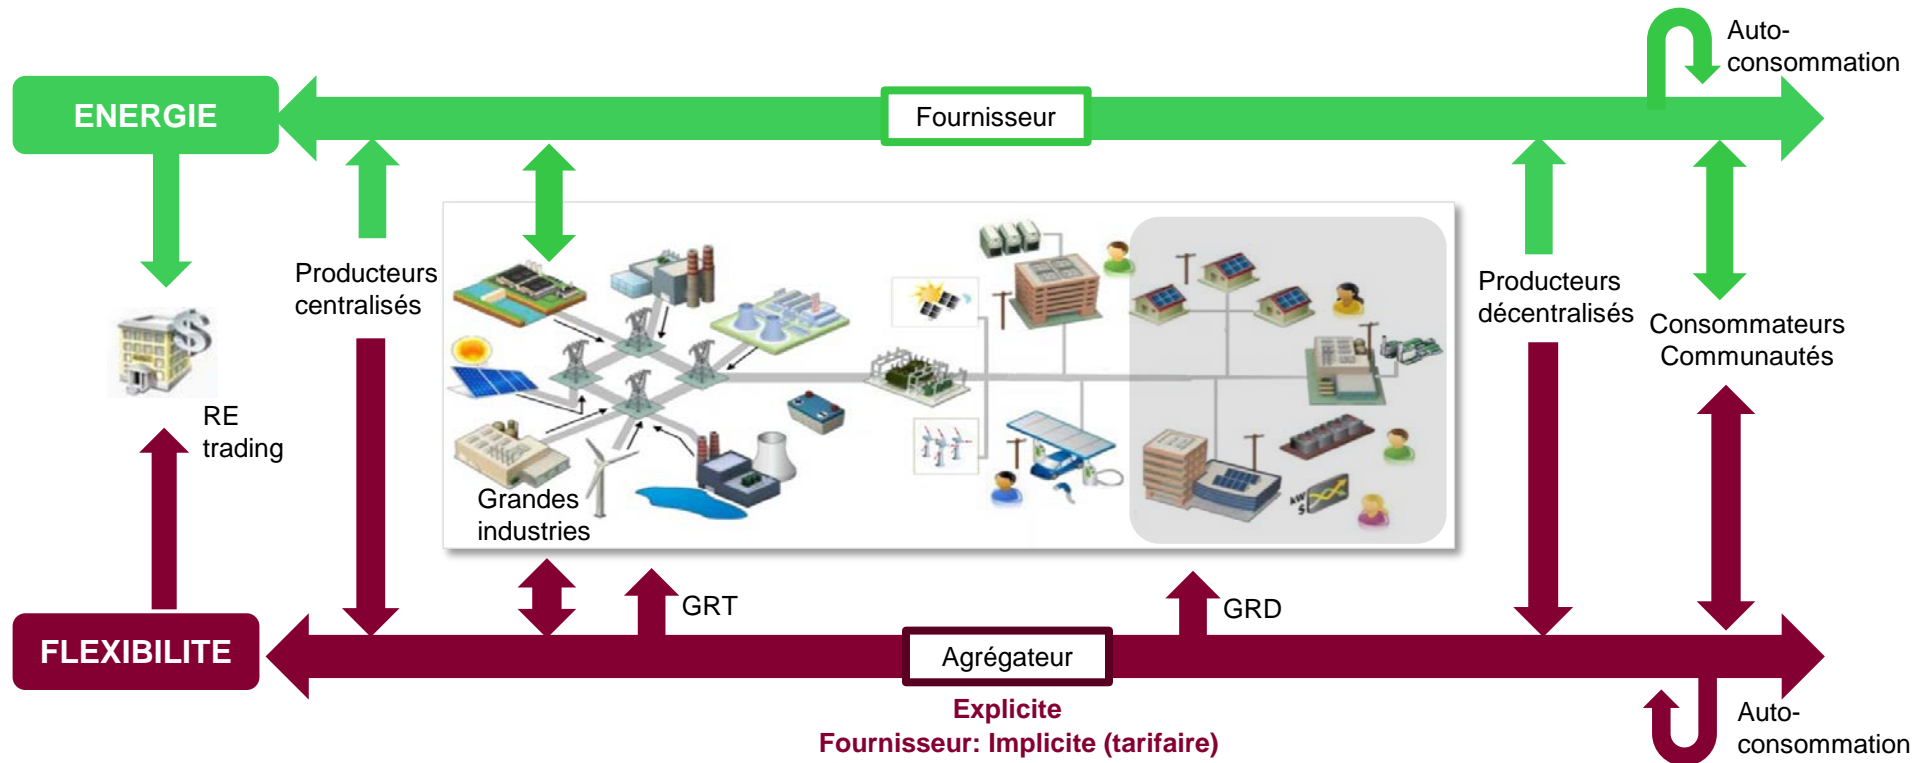 Auto-
consommation
ENERGIE
Fournisseur
Producteurs
centralisés
Producteurs
décentralisés
Consommateurs
Communautés
RE
trading
Grandes
industries
kW
$
GRT
GRD
FLEXIBILITE
Agrégateur
Explicite
Fournisseur: Implicite (tarifaire)
Auto-
consommation